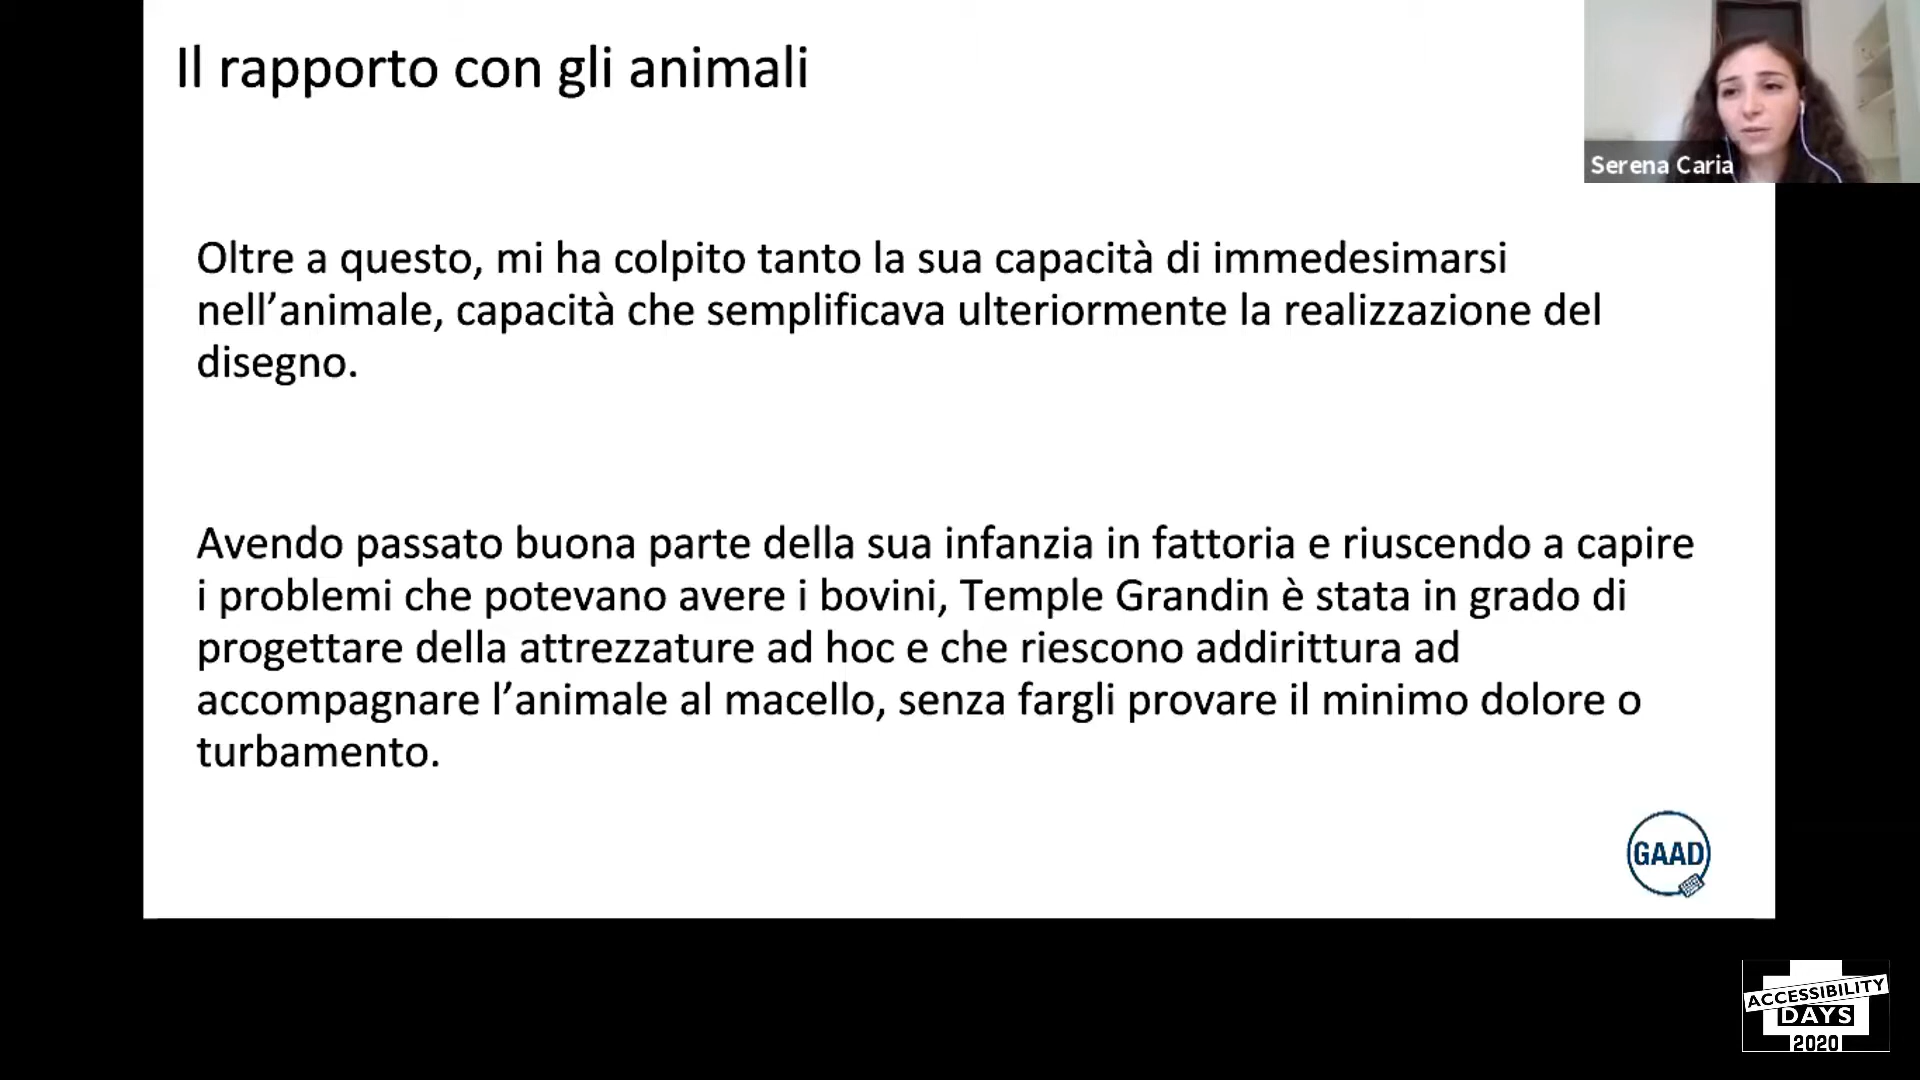 Il rapporto con gli animali
Serena Caria
Oltre a questo, mi ha colpito tanto la sua capacità di immedesimarsi
nell’animale, capacità che semplificava ulteriormente la realizzazione del
disegno.
Avendo passato buona parte della sua infanzia in fattoria e riuscendo a capire
i problemi che potevano avere i bovini, Temple Grandin è stata in grado di
progettare della attrezzature ad hoc e che riescono addirittura ad
accompagnare l’animale al macello, senza fargli provare il minimo dolore o
turbamento.
GAAD
ACCESSIBILITY
DAYS
2020